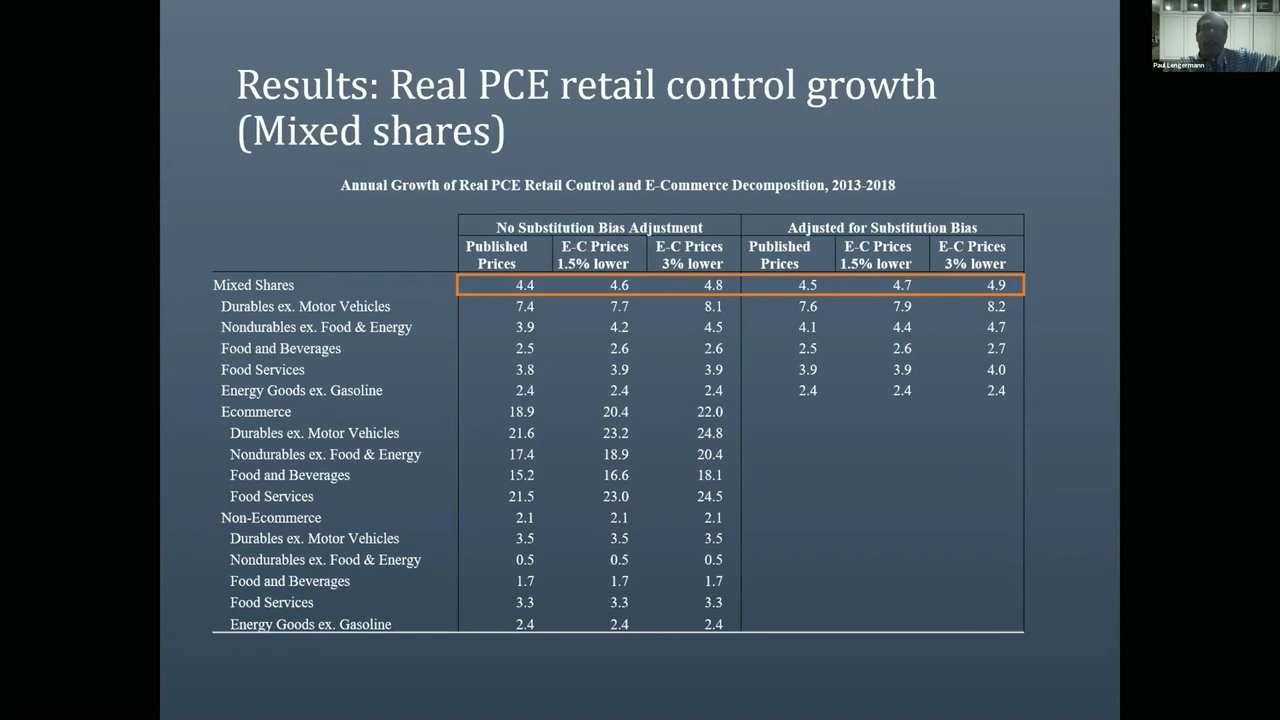 Results: Real PCE retail control growth
(Mixed shares)
Annual Growth of Real PCE Retail Control and E-Commerce Decomposition, 2013-2018
No Substitution Bias Adjustment Adjusted for Substitution Bias
Published E-C Prices E-C Prices Published E-C Prices E-C Prices
Prices 1.5% lower 3% lower Prices 1.5% lower 3% lower
Mixed Shares 4.4 4.6 4.8 4.5 4.7 4.9
Durables ex. Motor Vehicles 7.4 7.7 8.1 7.6 7.9 8.2
Nondurables ex. Food & Energy 3.9 4.2 4.5 4.1 4.4 4.7
Food and Beverages 2.5 2.6 2.6 2.5 2.6 2.7
Food Services 3.8 3.9 3.9 3.9 3.9 4.0
Energy Goods ex. Gasoline 2.4 2.4 2.4 2.4 2.4 2.4
Ecommerce 18.9 20.4 22.0
Durables ex. Motor Vehicles 21.6 23.2 24.8
Nondurables ex. Food & Energy 17.4 18.9 20.4
Food and Beverages 15.2 16.6 18.1
Food Services 21.5 23.0 24.5
Non-Ecommerce 2.1 2.1 2.1
Durables ex. Motor Vehicles 3.5 3.5 3.5
Nondurables ex. Food & Energy 0.5 0.5 0.5
Food and Beverages 1.7 1.7 1.7
Food Services 3.3 3.3 3.3
Energy Goods ex. Gasoline 2.4 2.4 2.4
Paul Lengermann